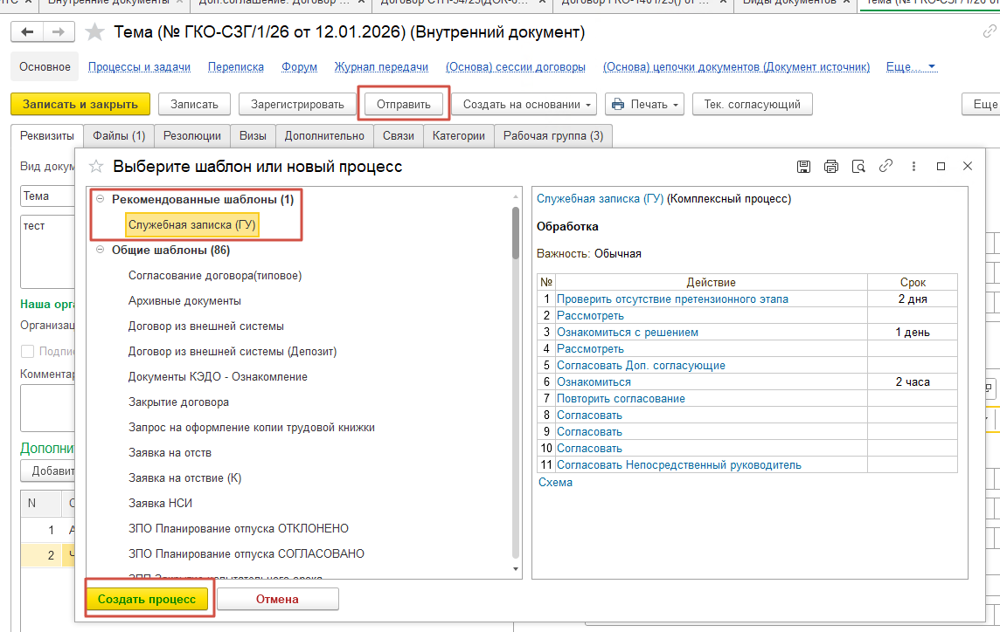 Внутренние документы
Доп.соглашение: Договор ...
Виды документов
Тема (№ ГКО-СЗГ/1/26 от 12.01.2026) (Внутренний документ)
Основное Процессы и задачи Переписка Форум Журнал передачи (Основа) сессии договоры (Основа) цепочки документов (Документ источник) Еще...
Записать и закрыть Записать Зарегистрировать Отправить Создать на основании Печать Тек. согласующий Еще
Реквизиты Файлы (1) Резолюции Визы Дополнительно Связи Категории Рабочая группа (3)
Вид докум
Тема
тест
Наша орга
Организац
Подпис
Комментар
Дополни
Добавит
N
1
2
Выберите шаблон или новый процесс
Рекомендованные шаблоны (1)
Служебная записка (ГУ)
Общие шаблоны (86)
Согласование договора(типовое)
Архивные документы
Договор из внешней системы
Договор из внешней системы (Депозит)
Документы КЭДО - Ознакомление
Закрытие договора
Запрос на оформление копии трудовой книжки
Заявка на отств
Заявка на отствие (К)
Заявка НСИ
ЗПО Планирование отпуска ОТКЛОНЕНО
ЗПО Планирование отпуска СОГЛАСОВАНО
Служебная записка (ГУ) (Комплексный процесс)
Обработка
Важность: Обычная
№ Действие Срок
1 Проверить отсутствие претензионного этапа 2 дня
2 Рассмотреть
3 Ознакомиться с решением 1 день
4 Рассмотреть
5 Согласовать Доп. согласующие
6 Ознакомиться 2 часа
7 Повторить согласование
8 Согласовать
9 Согласовать
10 Согласовать
11 Согласовать Непосредственный руководитель
Схема
Создать процесс Отмена